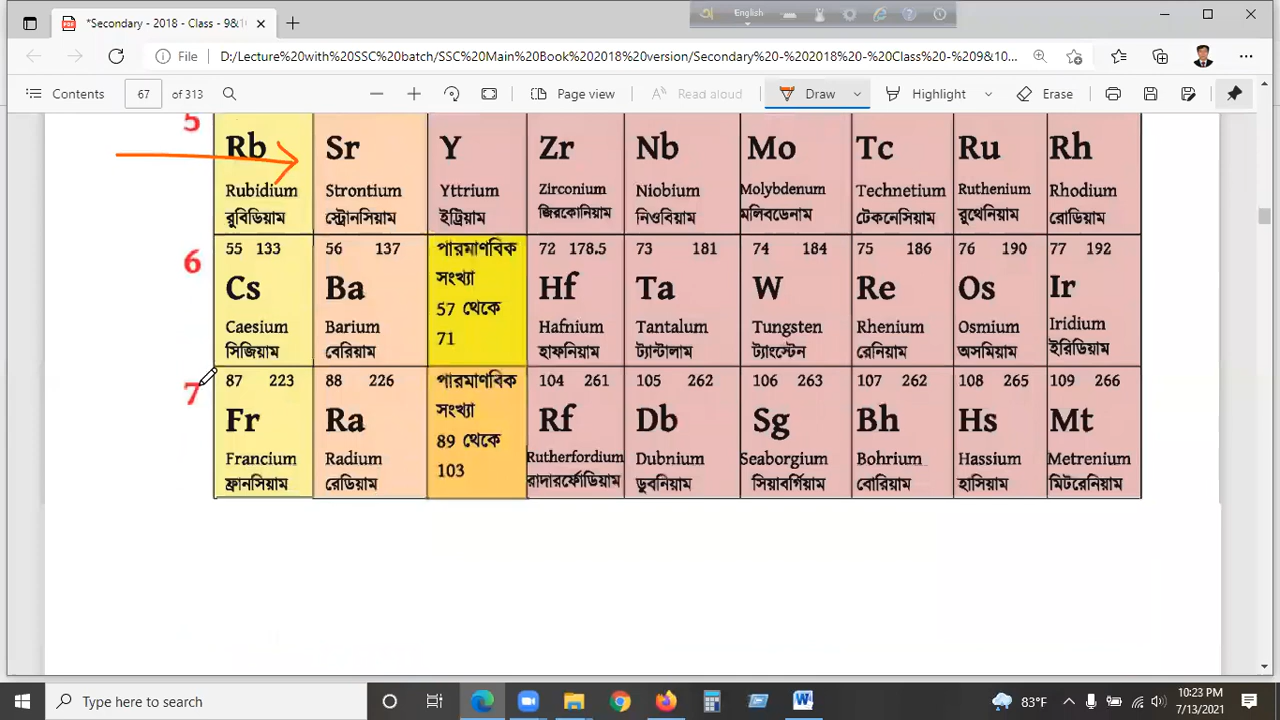 *Secondary - 2018 - Class - 9&1
English
File
D:/Lecture%20with%20SSC%20batch/SSC%20Main%20Book%202018%20version/Secondary%20-%202018%20-%20Class%20-%209&10...
Contents
67
of 313
Page view
Read aloud
Draw
Highlight
Erase
5
Rb Sr Y Zr Nb Mo Tc Ru Rh
Rubidium Strontium Yttrium Zirconium Niobium Molybdenum Technetium Ruthenium Rhodium
রুবিডিয়াম স্ট্রোনসিয়াম ইট্রিয়াম জিরকোনিয়াম নিওবিয়াম মলিবডেনাম টেকনেসিয়াম রুথেনিয়াম রোডিয়াম
6
55 133 56 137 পারমাণবিক 72 178.5 73 181 74 184 75 186 76 190 77 192
সংখ্যা
Cs Ba 57 থেকে Hf Ta W Re Os Ir
71
Caesium Barium Hafnium Tantalum Tungsten Rhenium Osmium Iridium
সিজিয়াম বেরিয়াম হাফনিয়াম ট্যান্টালাম ট্যাংস্টেন রেনিয়াম অসমিয়াম ইরিডিয়াম
7
87 223 88 226 পারমাণবিক 104 261 105 262 106 263 107 262 108 265 109 266
সংখ্যা
Fr Ra 89 থেকে Rf Db Sg Bh Hs Mt
103
Francium Radium Rutherfordium Dubnium Seaborgium Bohrium Hassium Metrenium
ফ্রানসিয়াম রেডিয়াম রাদারর্ফোডিয়াম ডুবনিয়াম সিয়াবর্গিয়াম বোরিয়াম হাসিয়াম মিটরেনিয়াম
Type here to search
83°F
10:23 PM
7/13/2021